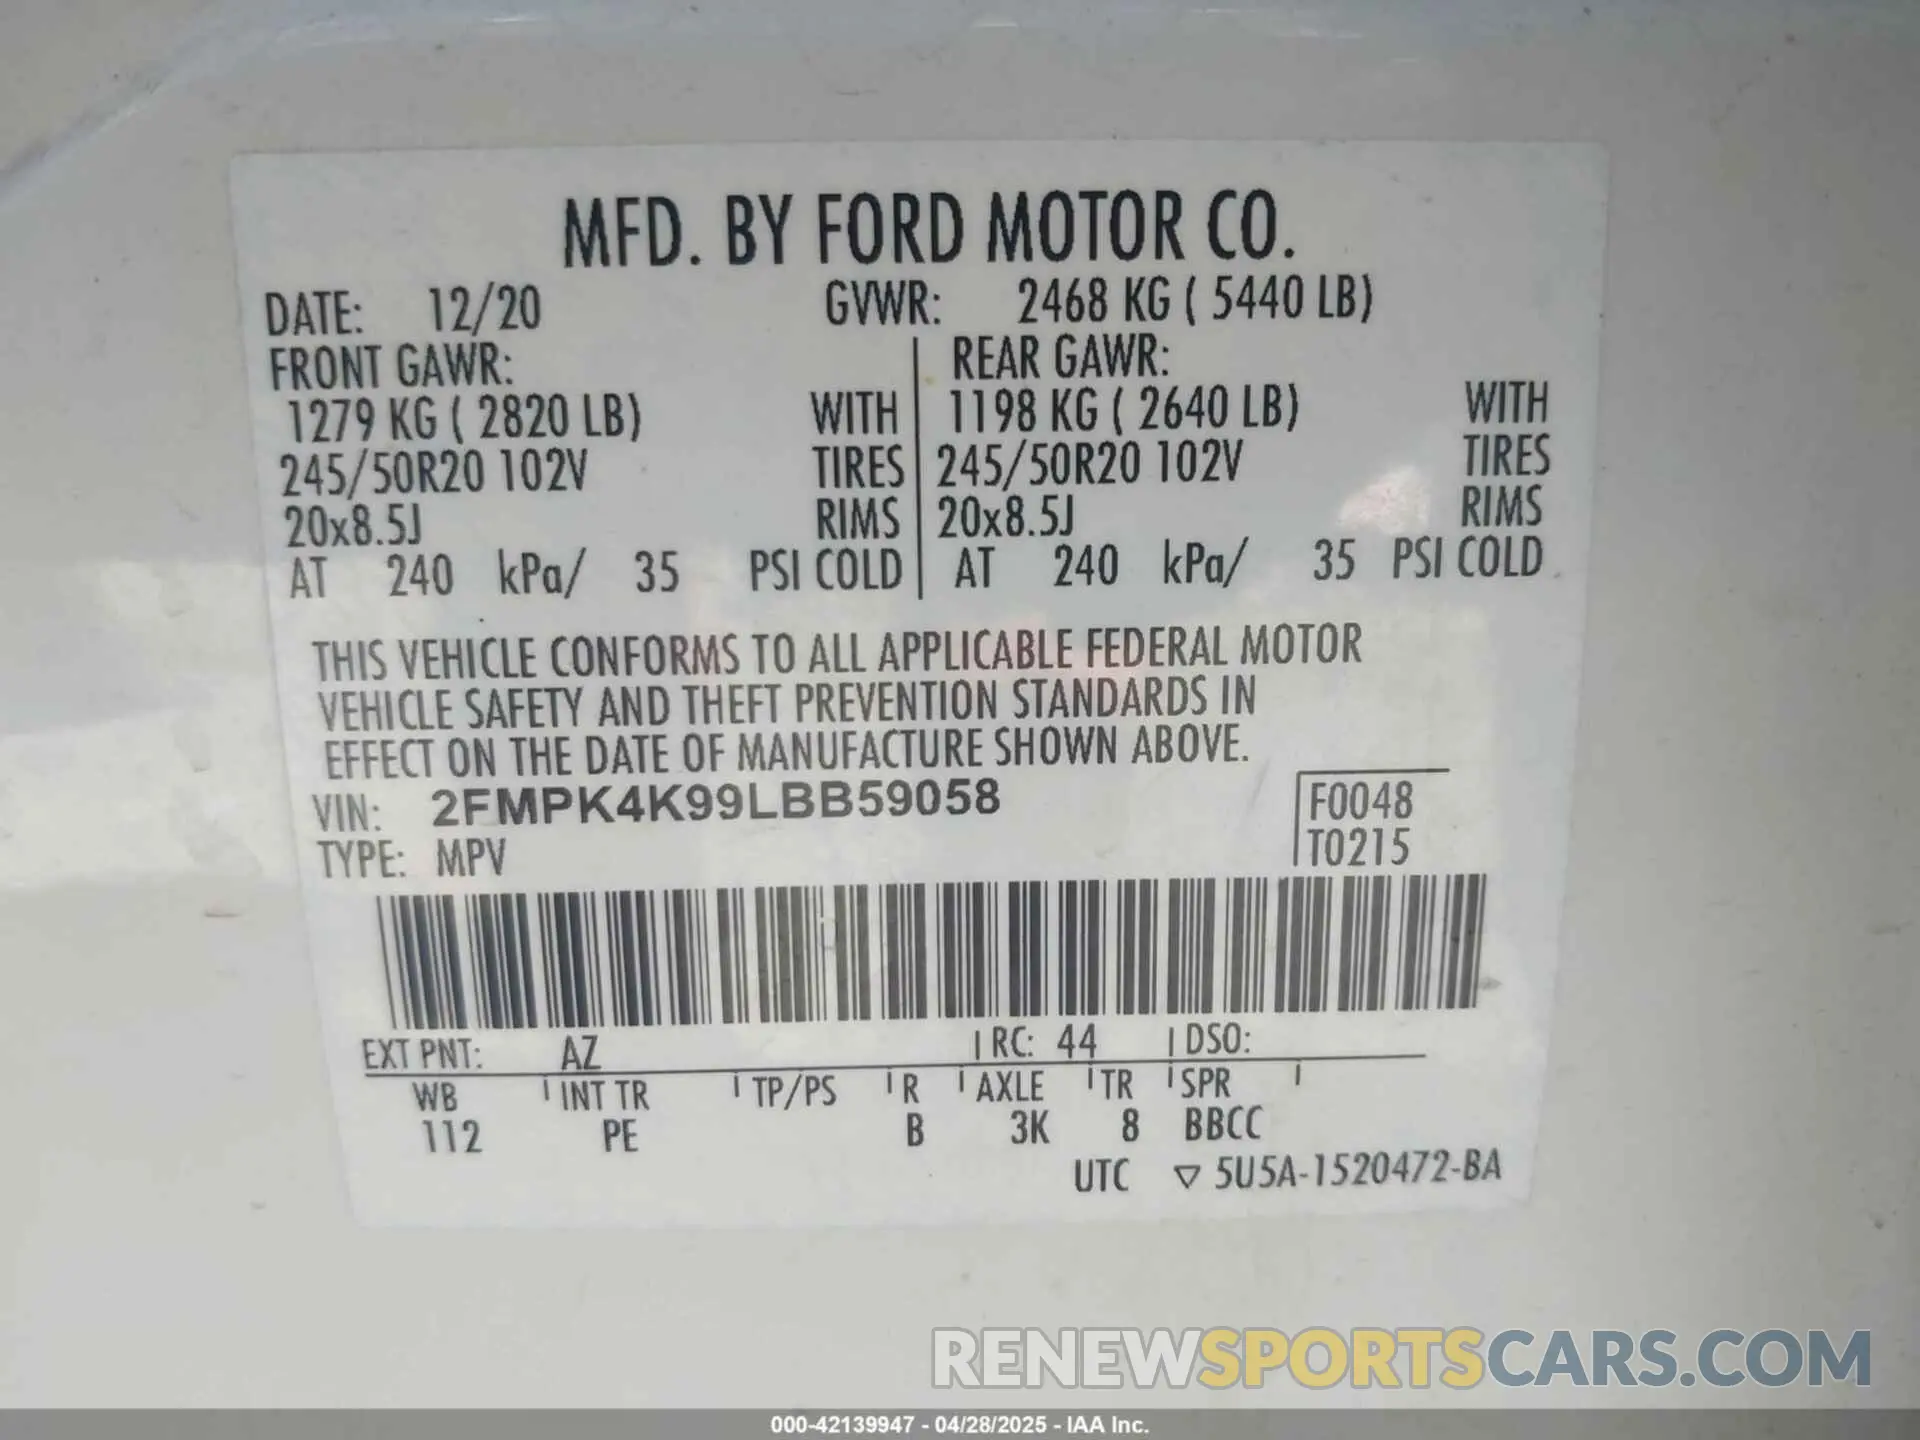 MFD. BY FORD MOTOR CO.
DATE: 12/20 GVWR: 2468 KG ( 5440 LB)
FRONT GAWR: REAR GAWR:
1279 KG ( 2820 LB) WITH 1198 KG ( 2640 LB) WITH
245/50R20 102V TIRES 245/50R20 102V TIRES
20x8.5J RIMS 20x8.5J RIMS
AT 240 kPa/ 35 PSI COLD AT 240 kPa/ 35 PSI COLD
THIS VEHICLE CONFORMS TO ALL APPLICABLE FEDERAL MOTOR
VEHICLE SAFETY AND THEFT PREVENTION STANDARDS IN
EFFECT ON THE DATE OF MANUFACTURE SHOWN ABOVE.
VIN: 2FMPK4K99LBB59058 F0048
TYPE: MPV T0215
EXT PNT: AZ RC: 44 DSO:
WB INT TR TP/PS R AXLE TR SPR
112 PE B 3K 8 BBCC
UTC ▽ 5U5A-1520472-BA
RENEWSPORTSCARS.COM
000-42139947 - 04/28/2025 - IAA Inc.